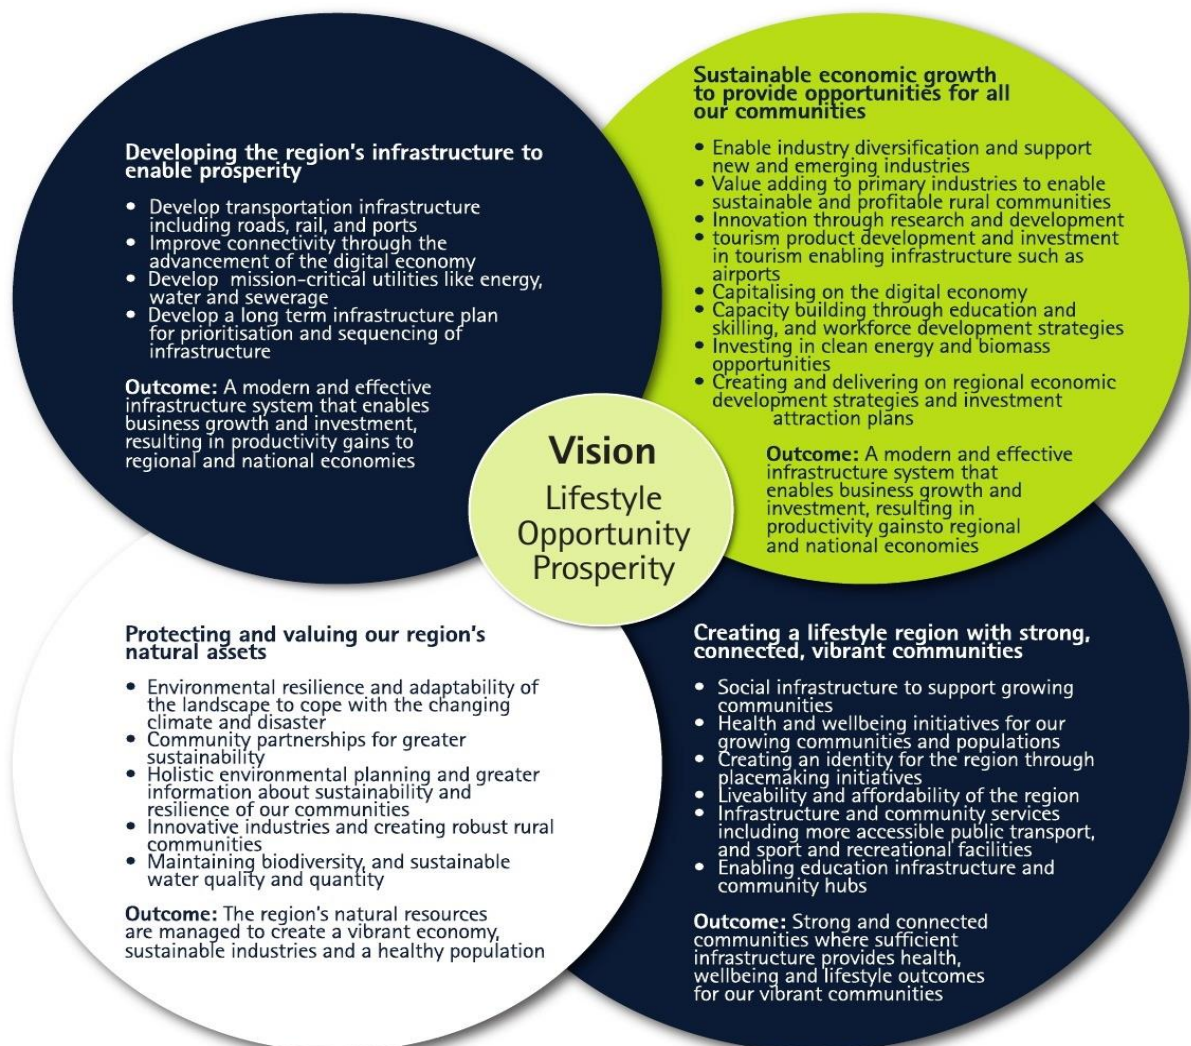 Developing the region's infrastructure to
enable prosperity
• Develop transportation infrastructure
including roads, rail, and ports
• Improve connectivity through the
advancement of the digital economy
• Develop mission-critical utilities like energy,
water and sewerage
• Develop a long term infrastructure plan
for prioritisation and sequencing of
infrastructure
Outcome: A modern and effective
infrastructure system that enables
business growth and investment,
resulting in productivity gains to
regional and national economies
Sustainable economic growth
to provide opportunities for all
our communities
• Enable industry diversification and support
new and emerging industries
• Value adding to primary industries to enable
sustainable and profitable rural communities
• Innovation through research and development
• tourism product development and investment
in tourism enabling infrastructure such as
airports
• Capitalising on the digital economy
• Capacity building through education and
skilling, and workforce development strategies
• Investing in clean energy and biomass
opportunities
• Creating and delivering on regional economic
development strategies and investment
attraction plans
Outcome: A modern and effective
infrastructure system that
enables business growth and
investment, resulting in
productivity gainsto regional
and national economies
Vision
Lifestyle
Opportunity
Prosperity
Protecting and valuing our region's
natural assets
• Environmental resilience and adaptability of
the landscape to cope with the changing
climate and disaster
• Community partnerships for greater
sustainability
• Holistic environmental planning and greater
information about sustainability and
resilience of our communities
• Innovative industries and creating robust rural
communities
• Maintaining biodiversity, and sustainable
water quality and quantity
Outcome: The region's natural resources
are managed to create a vibrant economy,
sustainable industries and a healthy population
Creating a lifestyle region with strong,
connected, vibrant communities
• Social infrastructure to support growing
communities
• Health and wellbeing initiatives for our
growing communities and populations
• Creating an identity for the region through
placemaking initiatives
• Liveability and affordability of the region
• Infrastructure and community services
including more accessible public transport,
and sport and recreational facilities
• Enabling education infrastructure and
community hubs
Outcome: Strong and connected
communities where sufficient
infrastructure provides health,
wellbeing and lifestyle outcomes
for our vibrant communities